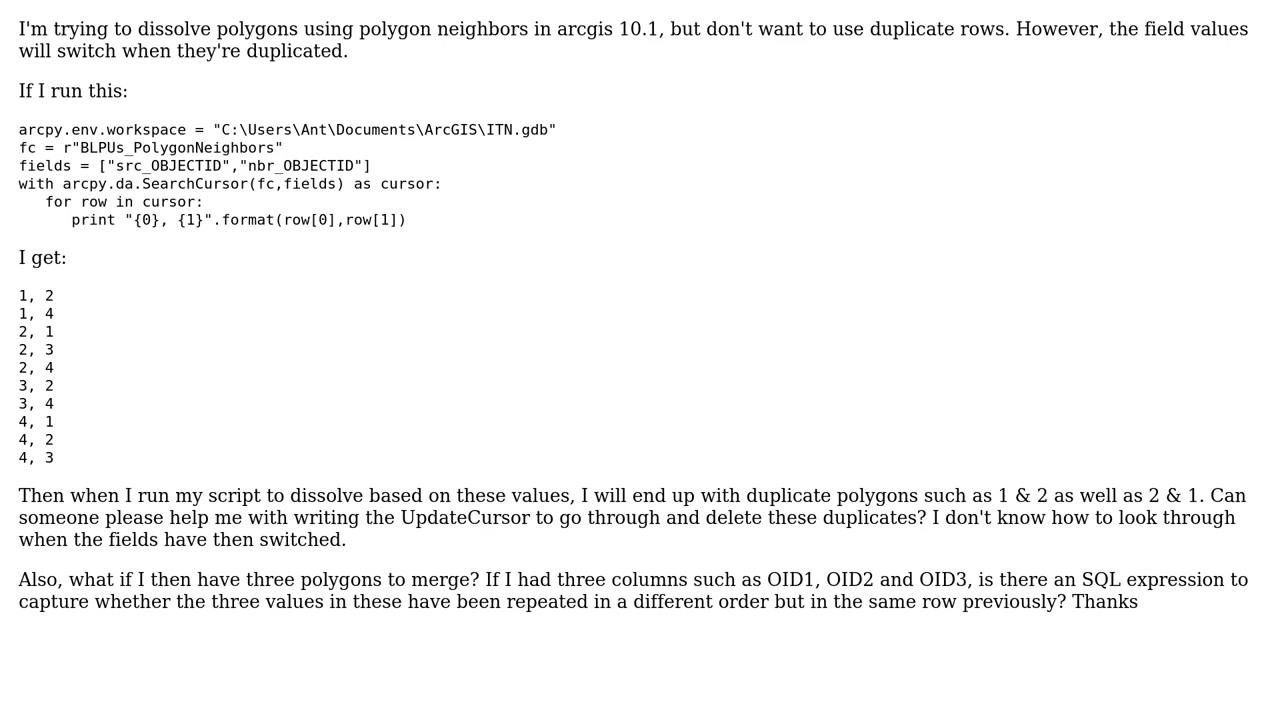 I'm trying to dissolve polygons using polygon neighbors in arcgis 10.1, but don't want to use duplicate rows. However, the field values
will switch when they're duplicated.
If I run this:
arcpy.env.workspace = "C:\Users\Ant\Documents\ArcGIS\ITN.gdb"
fc = r"BLPUs_PolygonNeighbors"
fields = ["src_OBJECTID","nbr_OBJECTID"]
with arcpy.da.SearchCursor(fc,fields) as cursor:
   for row in cursor:
      print "{0}, {1}".format(row[0],row[1])
I get:
1, 2
1, 4
2, 1
2, 3
2, 4
3, 2
3, 4
4, 1
4, 2
4, 3
Then when I run my script to dissolve based on these values, I will end up with duplicate polygons such as 1 & 2 as well as 2 & 1. Can
someone please help me with writing the UpdateCursor to go through and delete these duplicates? I don't know how to look through
when the fields have then switched.
Also, what if I then have three polygons to merge? If I had three columns such as OID1, OID2 and OID3, is there an SQL expression to
capture whether the three values in these have been repeated in a different order but in the same row previously? Thanks